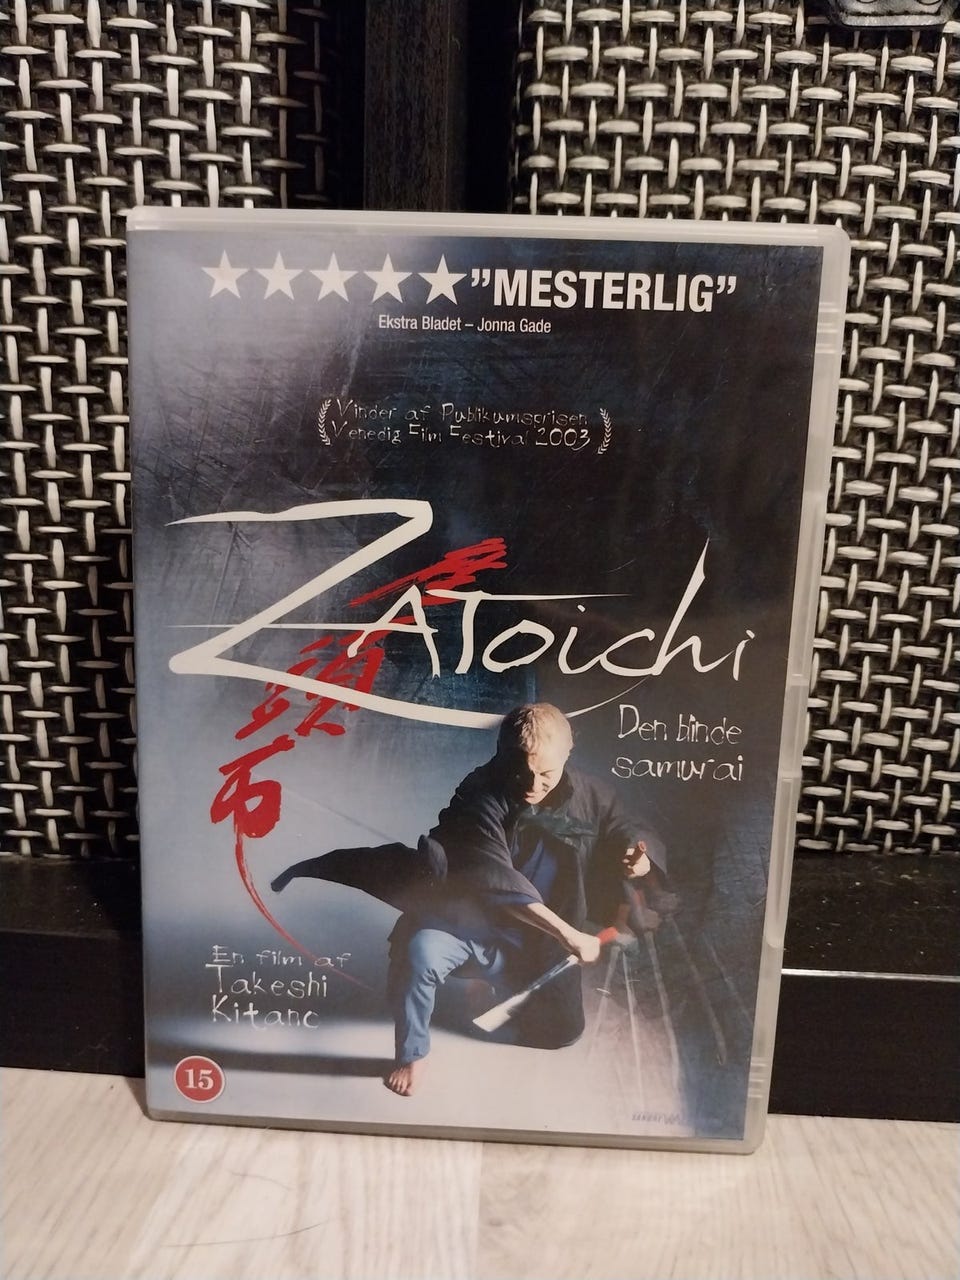 "MESTERLIG"
Ekstra Bladet – Jonna Gade
Vinder af Publikumsprisen
Venedig Film Festival 2003
ZATOichi
座頭市
Den blinde
samurai
En film af
Takeshi
Kitano
15